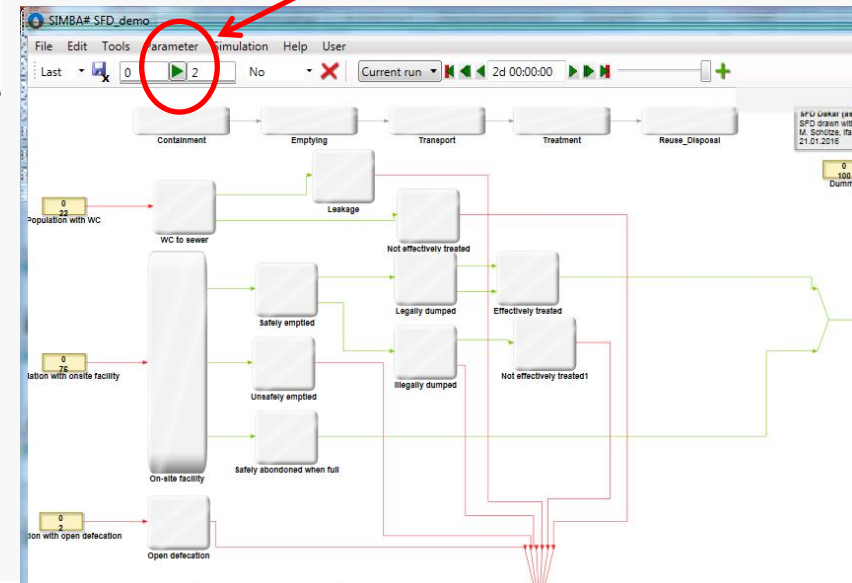 SIMBA# SFD_demo
File Edit Tools Parameter Simulation Help User
Last 0 2 No Current run 2d 00:00:00
SFD Dakar
SFD drawn
M. Schütze, ifa
21.01.2016
Containment Emptying Transport Treatment Reuse_Disposal
0
100
0
22
Population with WC
WC to sewer
Leakage
Not effectively treated
Safely emptied
Legally dumped
Effectively treated
0
76
lation with onsite facility
Unsafely emptied
Illegally dumped
Not effectively treated1
Safely abondoned when full
On-site facility
0
2
ion with open defecation
Open defecation